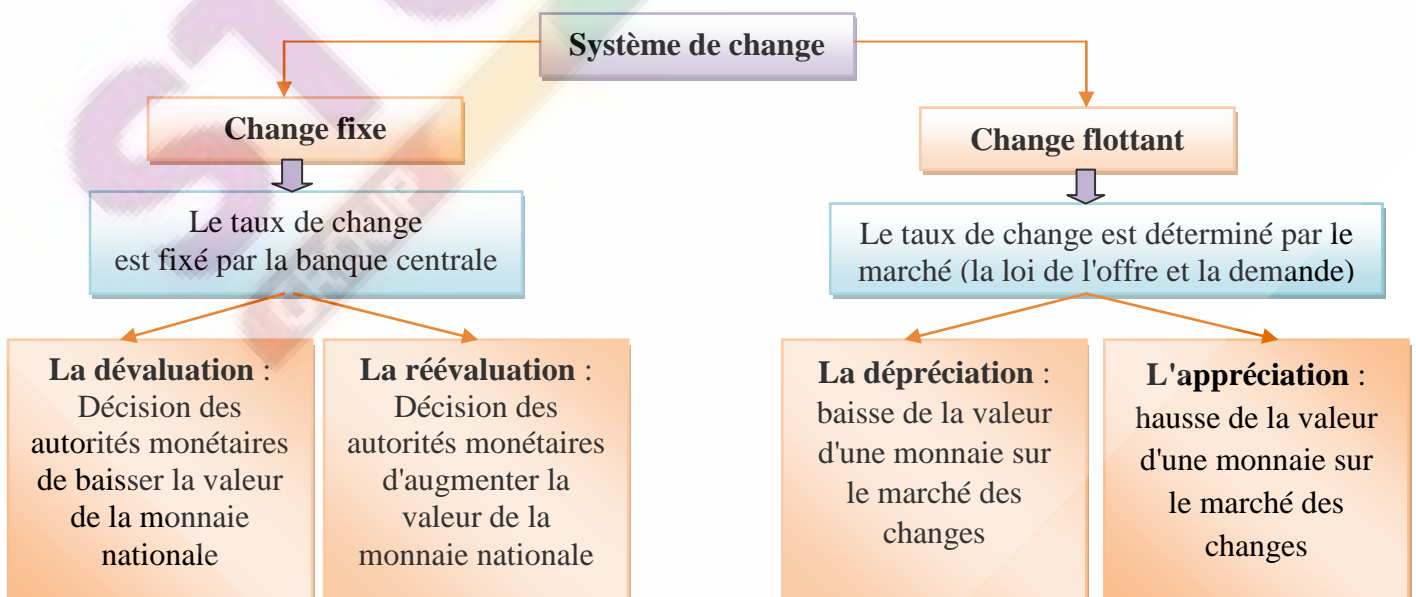 Système de change
Change fixe
Change flottant
Le taux de change
est fixé par la banque centrale
Le taux de change est déterminé par le
marché (la loi de l'offre et la demande)
La dévaluation :
Décision des
autorités monétaires
de baisser la valeur
de la monnaie
nationale
La réévaluation :
Décision des
autorités monétaires
d'augmenter la
valeur de la
monnaie nationale
La dépréciation :
baisse de la valeur
d'une monnaie sur
le marché des
changes
L'appréciation :
hausse de la valeur
d'une monnaie sur
le marché des
changes